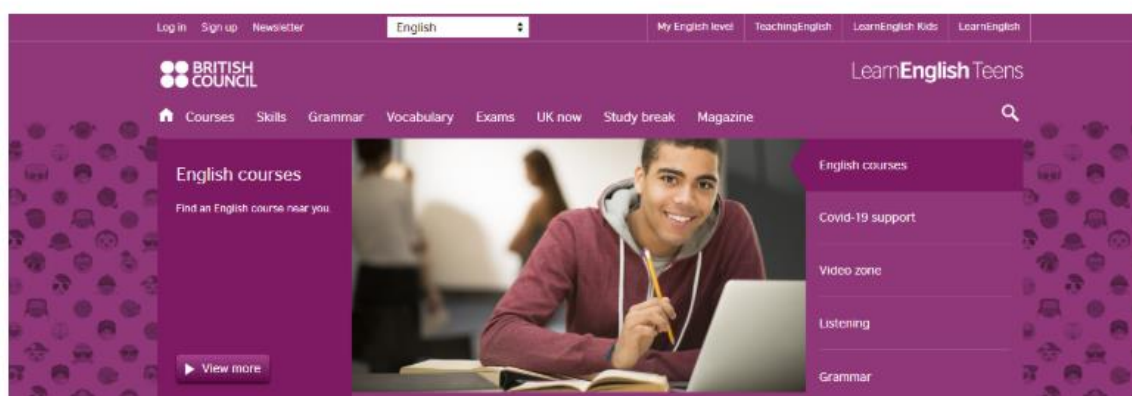 Log in Sign up Newsletter English My English level TeachingEnglish LearnEnglish Kids LearnEnglish
BRITISH
COUNCIL
LearnEnglish Teens
Courses Skills Grammar Vocabulary Exams UK now Study break Magazine
English courses
Find an English course near you.
View more
English courses
Covid-19 support
Video zone
Listening
Grammar